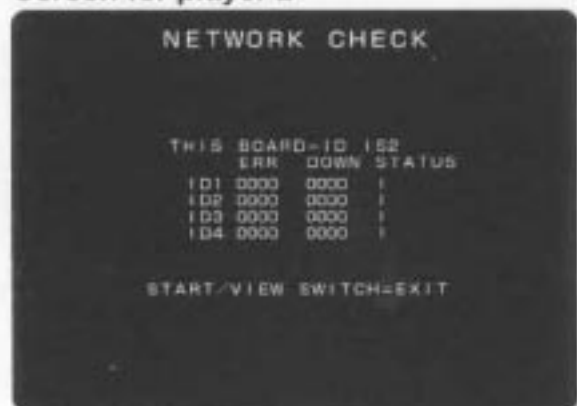 NETWORK CHECK
THIS BOARD-ID IS2
ERR DOWN STATUS
ID1 0000 0000 1
ID2 0000 0000 1
ID3 0000 0000 1
ID4 0000 0000 1
START/VIEW SWITCH=EXIT